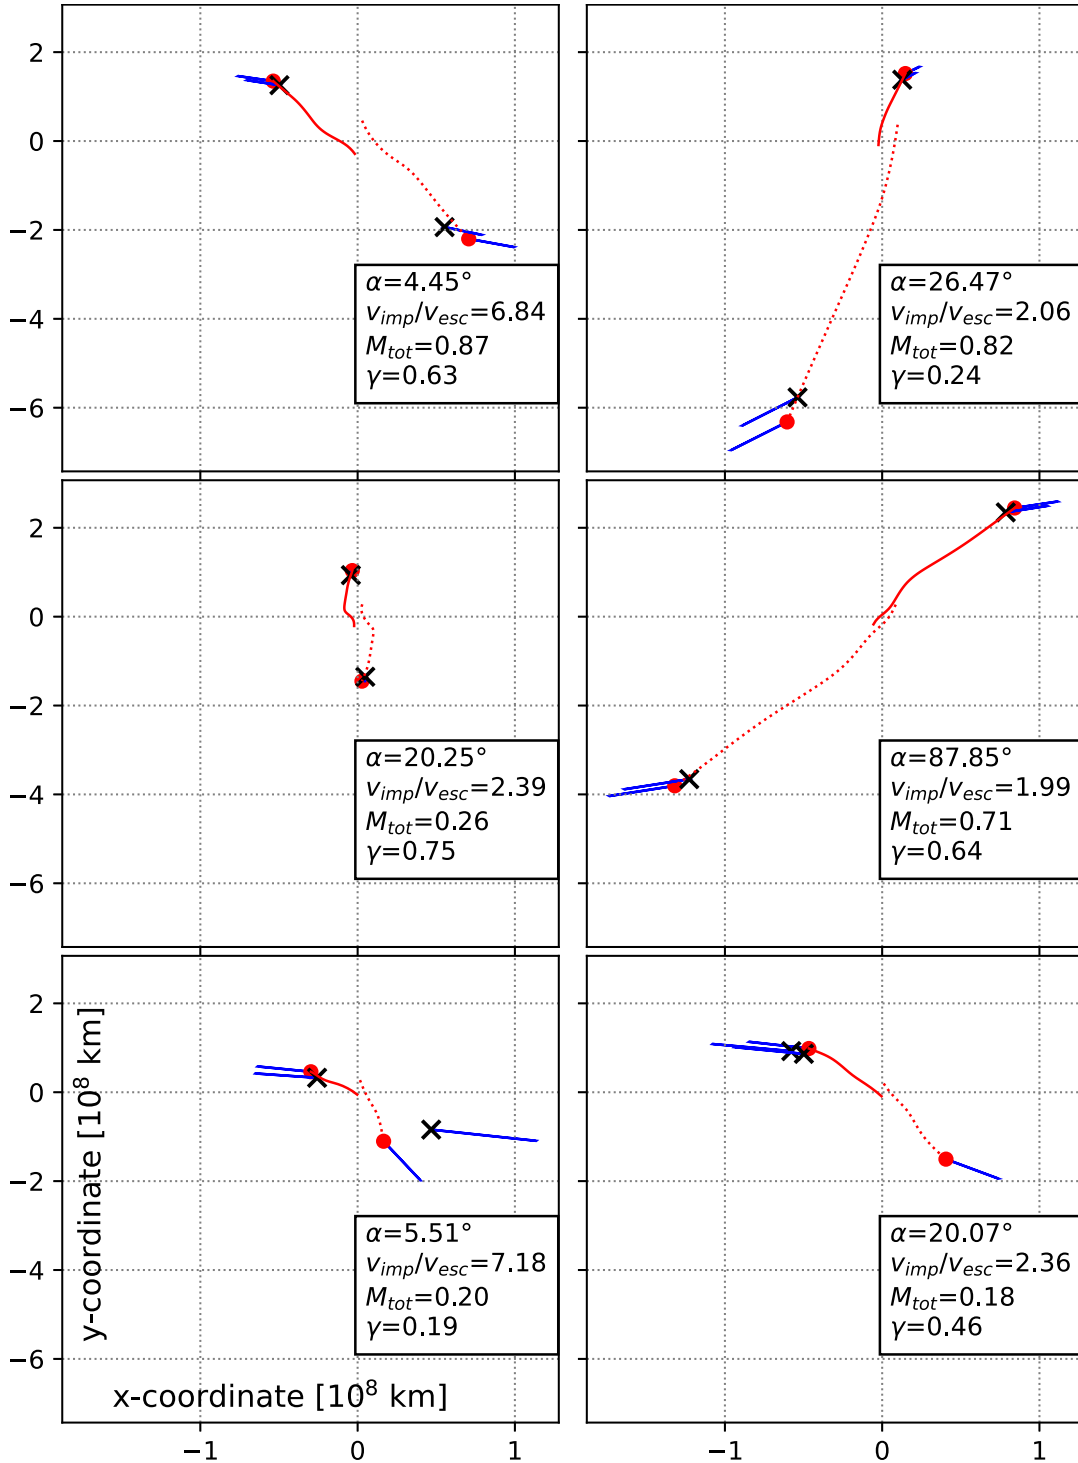 2
0
−2
−4
−6
α=4.45°
v_imp/v_esc=6.84
M_tot=0.87
γ=0.63
α=26.47°
v_imp/v_esc=2.06
M_tot=0.82
γ=0.24
2
0
−2
−4
−6
α=20.25°
v_imp/v_esc=2.39
M_tot=0.26
γ=0.75
α=87.85°
v_imp/v_esc=1.99
M_tot=0.71
γ=0.64
2
0
−2
−4
−6
y-coordinate [10⁸ km]
x-coordinate [10⁸ km]
α=5.51°
v_imp/v_esc=7.18
M_tot=0.20
γ=0.19
α=20.07°
v_imp/v_esc=2.36
M_tot=0.18
γ=0.46
−1 0 1
−1 0 1